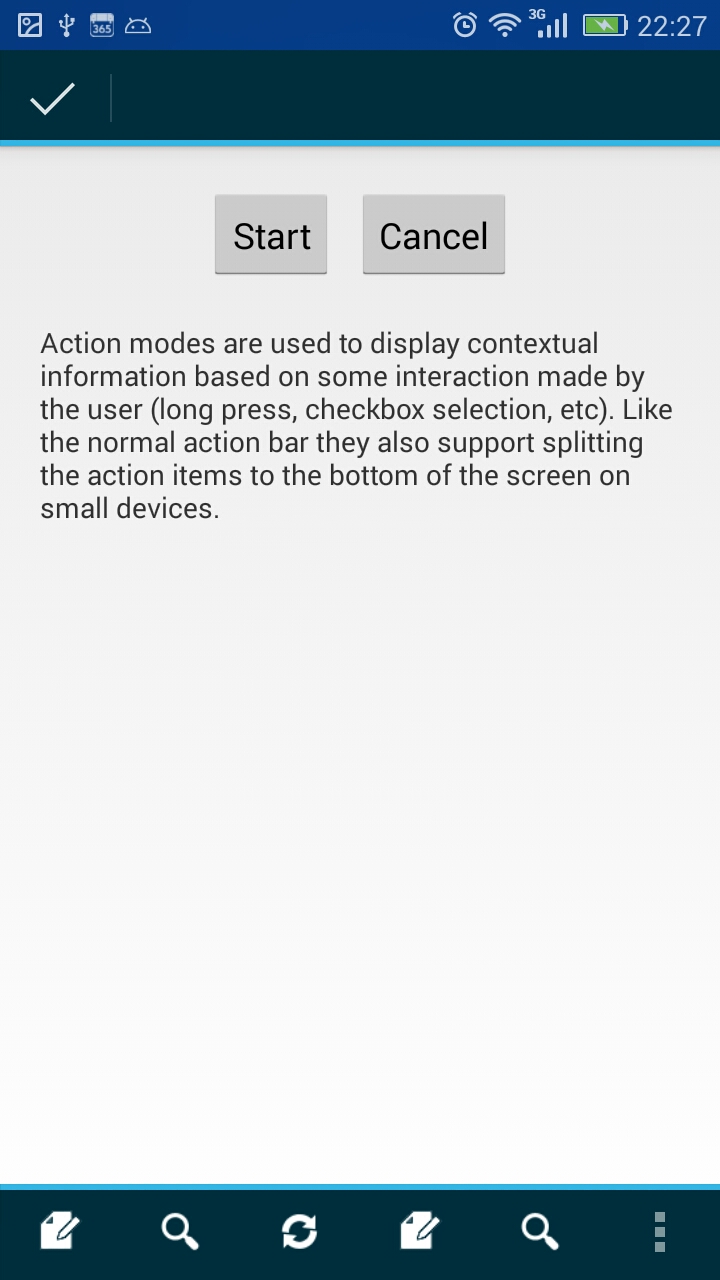 365
3G
22:27
Start
Cancel
Action modes are used to display contextual
information based on some interaction made by
the user (long press, checkbox selection, etc). Like
the normal action bar they also support splitting
the action items to the bottom of the screen on
small devices.